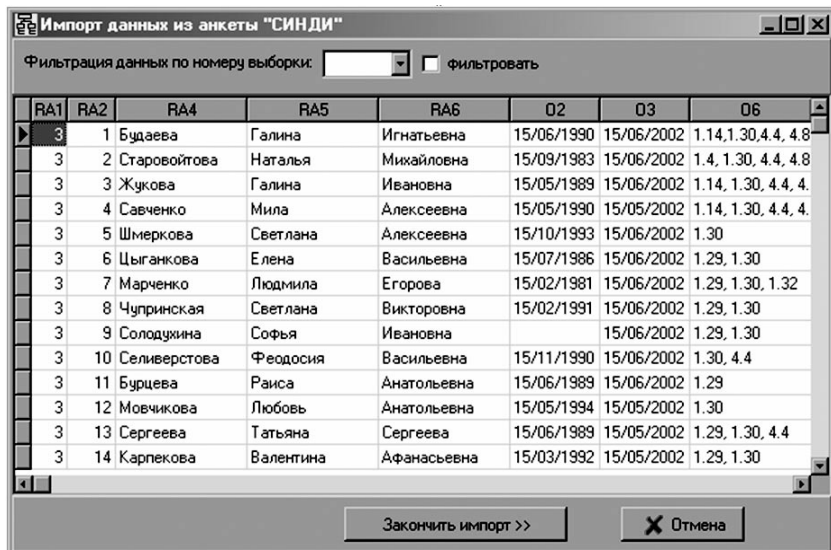 Импорт данных из анкеты "СИНДИ"
Фильтрация данных по номеру выборки: фильтровать
RA1 RA2 RA4 RA5 RA6 O2 O3 O6
3 1 Будаева Галина Игнатьевна 15/06/1990 15/06/2002 1.14,1.30,4.4, 4.8
3 2 Старовойтова Наталья Михайловна 15/09/1983 15/06/2002 1.4, 1.30, 4.4, 4.8
3 3 Жукова Галина Ивановна 15/05/1989 15/06/2002 1.14, 1.30, 4.4, 4.
3 4 Савченко Мила Алексеевна 15/05/1990 15/05/2002 1.14, 1.30, 4.4, 4.
3 5 Шмеркова Светлана Алексеевна 15/10/1993 15/06/2002 1.30
3 6 Цыганкова Елена Васильевна 15/07/1986 15/06/2002 1.29, 1.30
3 7 Марченко Людмила Егорова 15/02/1981 15/06/2002 1.29, 1.30, 1.32
3 8 Чупринская Светлана Викторовна 15/02/1991 15/06/2002 1.29, 1.30
3 9 Солодухина Софья Ивановна 15/06/2002 1.29, 1.30
3 10 Селиверстова Феодосия Васильевна 15/11/1990 15/06/2002 1.30, 4.4
3 11 Бурцева Раиса Анатольевна 15/06/1989 15/06/2002 1.29
3 12 Мовчикова Любовь Анатольевна 15/05/1994 15/05/2002 1.30
3 13 Сергеева Татьяна Сергеева 15/06/1989 15/05/2002 1.29, 1.30, 4.4
3 14 Карпекова Валентина Афанасьевна 15/03/1992 15/05/2002 1.29, 1.30
Закончить импорт >> Отмена